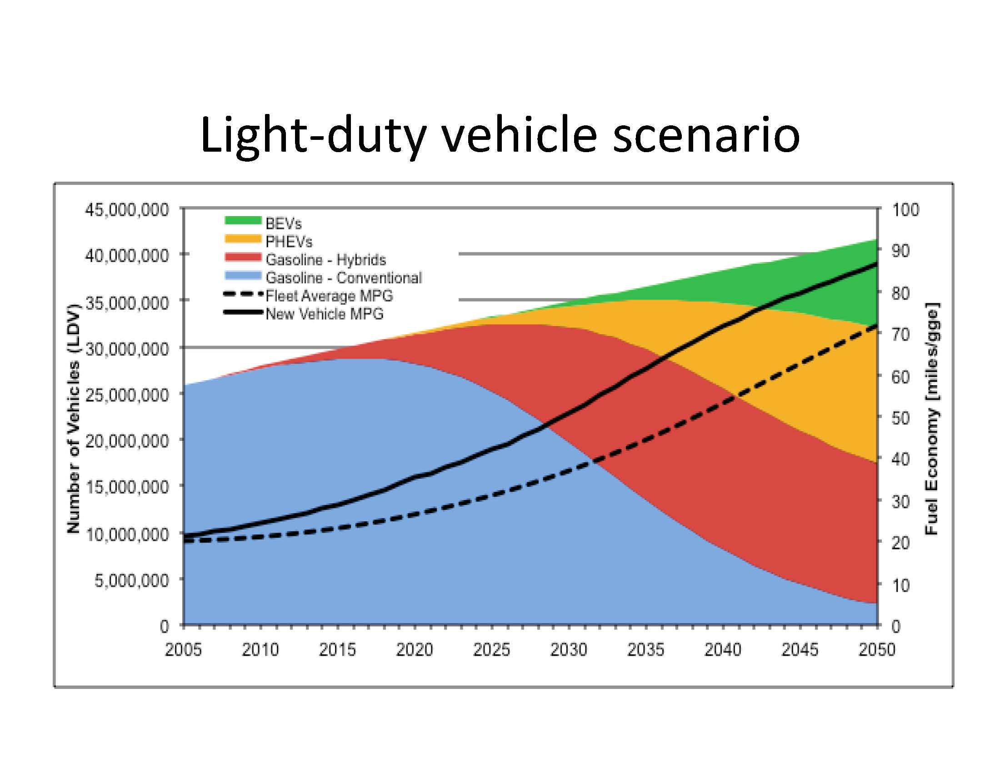 Light-duty vehicle scenario
45,000,000
40,000,000
35,000,000
30,000,000
25,000,000
20,000,000
15,000,000
10,000,000
5,000,000
0
Number of Vehicles (LDV)
BEVs
PHEVs
Gasoline - Hybrids
Gasoline - Conventional
Fleet Average MPG
New Vehicle MPG
100
90
80
70
60
50
40
30
20
10
0
Fuel Economy [miles/gge]
2005 2010 2015 2020 2025 2030 2035 2040 2045 2050